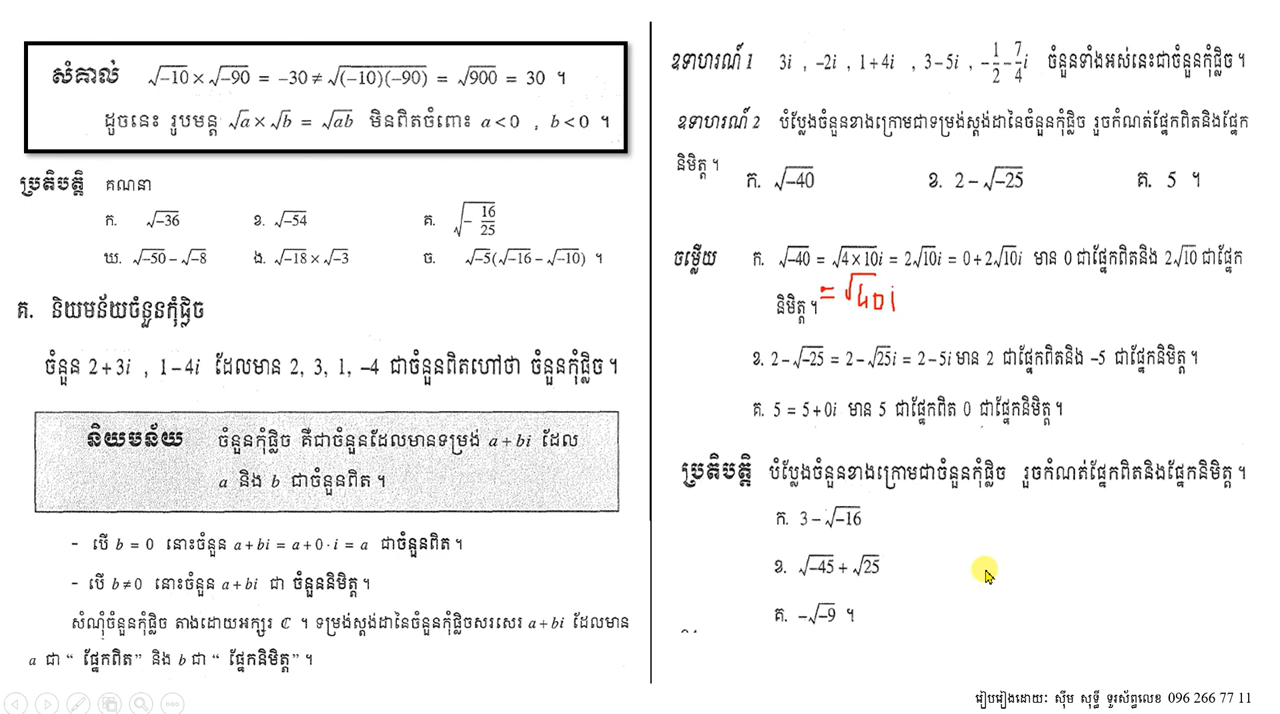 សំគាល់ √-10 × √-90 = -30 ≠ √(-10)(-90) = √900 = 30 ។
ដូចនេះ រូបមន្ត √a × √b = √ab មិនពិតចំពោះ a < 0 , b < 0 ។
ប្រតិបត្តិ គណនា
ក. √-36 ខ. √-54 គ. √-16/25
ឃ. √-50 - √-8 ង. √-18 × √-3 ច. √-5(√-16 - √-10) ។
គ. និយមន័យចំនួនកុំផ្លិច
ចំនួន 2+3i , 1-4i ដែលមាន 2, 3, 1, -4 ជាចំនួនពិតហៅថា ចំនួនកុំផ្លិច ។
និយមន័យ ចំនួនកុំផ្លិច គឺជាចំនួនដែលមានទម្រង់ a+bi ដែល
a និង b ជាចំនួនពិត ។
- បើ b = 0 នោះចំនួន a+bi = a+0·i = a ជាចំនួនពិត ។
- បើ b≠0 នោះចំនួន a+bi ជា ចំនួននិមិត្ត ។
សំណុំចំនួនកុំផ្លិច តាងដោយអក្សរ ℂ ។ ទម្រង់ស្តង់ដានៃចំនួនកុំផ្លិចសរសេរ a+bi ដែលមាន
a ជា “ ផ្នែកពិត” និង b ជា “ ផ្នែកនិមិត្ត” ។
ឧទាហរណ៍ 1 3i , -2i , 1+4i , 3-5i , -1/2-7/4i ចំនួនទាំងអស់នេះជាចំនួនកុំផ្លិច ។
ឧទាហរណ៍ 2 បំប្លែងចំនួនខាងក្រោមជាទម្រង់ស្តង់ដានៃចំនួនកុំផ្លិច រួចកំណត់ផ្នែកពិតនិងផ្នែក
និមិត្ត ។
ក. √-40 ខ. 2-√-25 គ. 5 ។
ចម្លើយ ក. √-40 = √4×10i = 2√10i = 0+2√10i មាន 0 ជាផ្នែកពិតនិង 2√10 ជាផ្នែក
និមិត្ត ។ = √40i
ខ. 2-√-25 = 2-√25i = 2-5i មាន 2 ជាផ្នែកពិតនិង -5 ជាផ្នែកនិមិត្ត ។
គ. 5 = 5+0i មាន 5 ជាផ្នែកពិត 0 ជាផ្នែកនិមិត្ត ។
ប្រតិបត្តិ បំប្លែងចំនួនខាងក្រោមជាចំនួនកុំផ្លិច រួចកំណត់ផ្នែកពិតនិងផ្នែកនិមិត្ត ។
ក. 3-√-16
ខ. √-45+√25
គ. -√-9 ។
រៀបរៀងដោយ: ស៊ឹម សុទ្ធី ទូរស័ព្ទលេខ 096 266 77 11